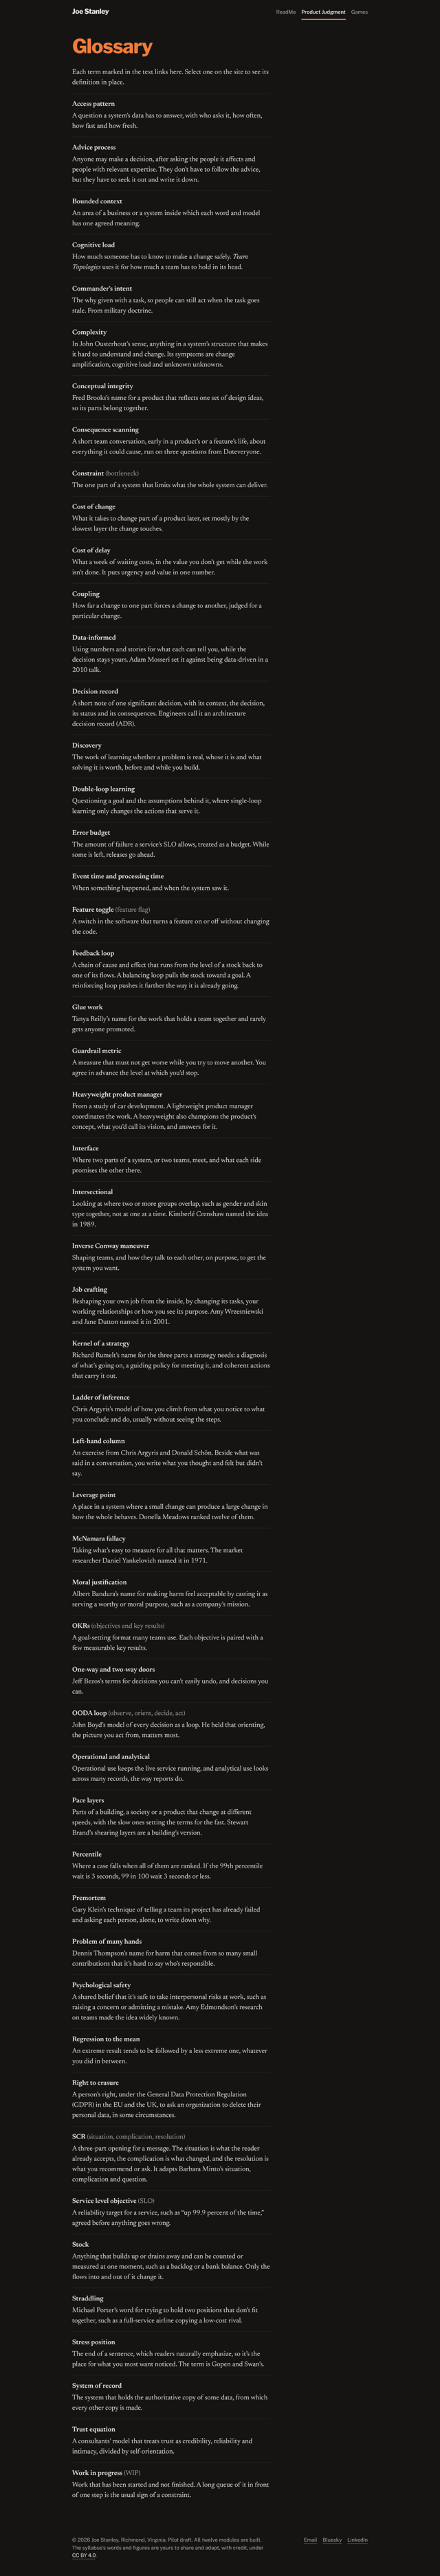 Joe Stanley
ReadMe Product Judgment Games
Glossary
Each term marked in the text links here. Select one on the site to see its
definition in place.
Access pattern
A question a system's data has to answer, with who asks it, how often,
how fast and how fresh.
Advice process
Anyone may make a decision, after asking the people it affects and
people with relevant expertise. They don't have to follow the advice,
but they have to seek it out and write it down.
Bounded context
An area of a business or a system inside which each word and model
has one agreed meaning.
Cognitive load
How much someone has to know to make a change safely. Team
Topologies uses it for how much a team has to hold in its head.
Commander's intent
The why given with a task, so people can still act when the task goes
stale. From military doctrine.
Complexity
In John Ousterhout's sense, anything in a system's structure that makes
it hard to understand and change. Its symptoms are change
amplification, cognitive load and unknown unknowns.
Conceptual integrity
Fred Brooks's name for a product that reflects one set of design ideas,
so its parts belong together.
Consequence scanning
A short team conversation, early in a product's or a feature's life, about
everything it could cause, run on three questions from Doteveryone.
Constraint (bottleneck)
The one part of a system that limits what the whole system can deliver.
Cost of change
What it takes to change part of a product later, set mostly by the
slowest layer the change touches.
Cost of delay
What a week of waiting costs, in the value you don't get while the work
isn't done. It puts urgency and value in one number.
Coupling
How far a change to one part forces a change to another, judged for a
particular change.
Data-informed
Using numbers and stories for what each can tell you, while the
decision stays yours. Adam Mosseri set it against being data-driven in a
2010 talk.
Decision record
A short note of one significant decision, with its context, the decision,
its status and its consequences. Engineers call it an architecture
decision record (ADR).
Discovery
The work of learning whether a problem is real, whose it is and what
solving it is worth, before and while you build.
Double-loop learning
Questioning a goal and the assumptions behind it, where single-loop
learning only changes the actions that serve it.
Error budget
The amount of failure a service's SLO allows, treated as a budget. While
some is left, releases go ahead.
Event time and processing time
When something happened, and when the system saw it.
Feature toggle (feature flag)
A switch in the software that turns a feature on or off without changing
the code.
Feedback loop
A chain of cause and effect that runs from the level of a stock back to
one of its flows. A balancing loop pulls the stock toward a goal. A
reinforcing loop pushes it further the way it is already going.
Glue work
Tanya Reilly's name for the work that holds a team together and rarely
gets anyone promoted.
Guardrail metric
A measure that must not get worse while you try to move another. You
agree in advance the level at which you'd stop.
Heavyweight product manager
From a study of car development. A lightweight product manager
coordinates the work. A heavyweight also champions the product's
concept, what you'd call its vision, and answers for it.
Interface
Where two parts of a system, or two teams, meet, and what each side
promises the other there.
Intersectional
Looking at where two or more groups overlap, such as gender and skin
type together, not at one at a time. Kimberlé Crenshaw named the idea
in 1989.
Inverse Conway maneuver
Shaping teams, and how they talk to each other, on purpose, to get the
system you want.
Job crafting
Reshaping your own job from the inside, by changing its tasks, your
working relationships or how you see its purpose. Amy Wrzesniewski
and Jane Dutton named it in 2001.
Kernel of a strategy
Richard Rumelt's name for the three parts a strategy needs: a diagnosis
of what's going on, a guiding policy for meeting it, and coherent actions
that carry it out.
Ladder of inference
Chris Argyris's model of how you climb from what you notice to what
you conclude and do, usually without seeing the steps.
Left-hand column
An exercise from Chris Argyris and Donald Schön. Beside what was
said in a conversation, you write what you thought and felt but didn't
say.
Leverage point
A place in a system where a small change can produce a large change in
how the whole behaves. Donella Meadows ranked twelve of them.
McNamara fallacy
Taking what's easy to measure for all that matters. The market
researcher Daniel Yankelovich named it in 1971.
Moral justification
Albert Bandura's name for making harm feel acceptable by casting it as
serving a worthy or moral purpose, such as a company's mission.
OKRs (objectives and key results)
A goal-setting format many teams use. Each objective is paired with a
few measurable key results.
One-way and two-way doors
Jeff Bezos's terms for decisions you can't easily undo, and decisions you
can.
OODA loop (observe, orient, decide, act)
John Boyd's model of every decision as a loop. He held that orienting,
the picture you act from, matters most.
Operational and analytical
Operational use keeps the live service running, and analytical use looks
across many records, the way reports do.
Pace layers
Parts of a building, a society or a product that change at different
speeds, with the slow ones setting the terms for the fast. Stewart
Brand's shearing layers are a building's version.
Percentile
Where a case falls when all of them are ranked. If the 99th percentile
wait is 3 seconds, 99 in 100 wait 3 seconds or less.
Premortem
Gary Klein's technique of telling a team its project has already failed
and asking each person, alone, to write down why.
Problem of many hands
Dennis Thompson's name for harm that comes from so many small
contributions that it's hard to say who's responsible.
Psychological safety
A shared belief that it's safe to take interpersonal risks at work, such as
raising a concern or admitting a mistake. Amy Edmondson's research
on teams made the idea widely known.
Regression to the mean
An extreme result tends to be followed by a less extreme one, whatever
you did in between.
Right to erasure
A person's right, under the General Data Protection Regulation
(GDPR) in the EU and the UK, to ask an organization to delete their
personal data, in some circumstances.
SCR (situation, complication, resolution)
A three-part opening for a message. The situation is what the reader
already accepts, the complication is what changed, and the resolution is
what you recommend or ask. It adapts Barbara Minto's situation,
complication and question.
Service level objective (SLO)
A reliability target for a service, such as “up 99.9 percent of the time,”
agreed before anything goes wrong.
Stock
Anything that builds up or drains away and can be counted or
measured at one moment, such as a backlog or a bank balance. Only the
flows into and out of it change it.
Straddling
Michael Porter's word for trying to hold two positions that don't fit
together, such as a full-service airline copying a low-cost rival.
Stress position
The end of a sentence, which readers naturally emphasize, so it's the
place for what you most want noticed. The term is Gopen and Swan's.
System of record
The system that holds the authoritative copy of some data, from which
every other copy is made.
Trust equation
A consultants' model that treats trust as credibility, reliability and
intimacy, divided by self-orientation.
Work in progress (WIP)
Work that has been started and not finished. A long queue of it in front
of one step is the usual sign of a constraint.
© 2026 Joe Stanley, Richmond, Virginia. Pilot draft. All twelve modules are built.
The syllabus's words and figures are yours to share and adapt, with credit, under
CC BY 4.0
Email Bluesky LinkedIn